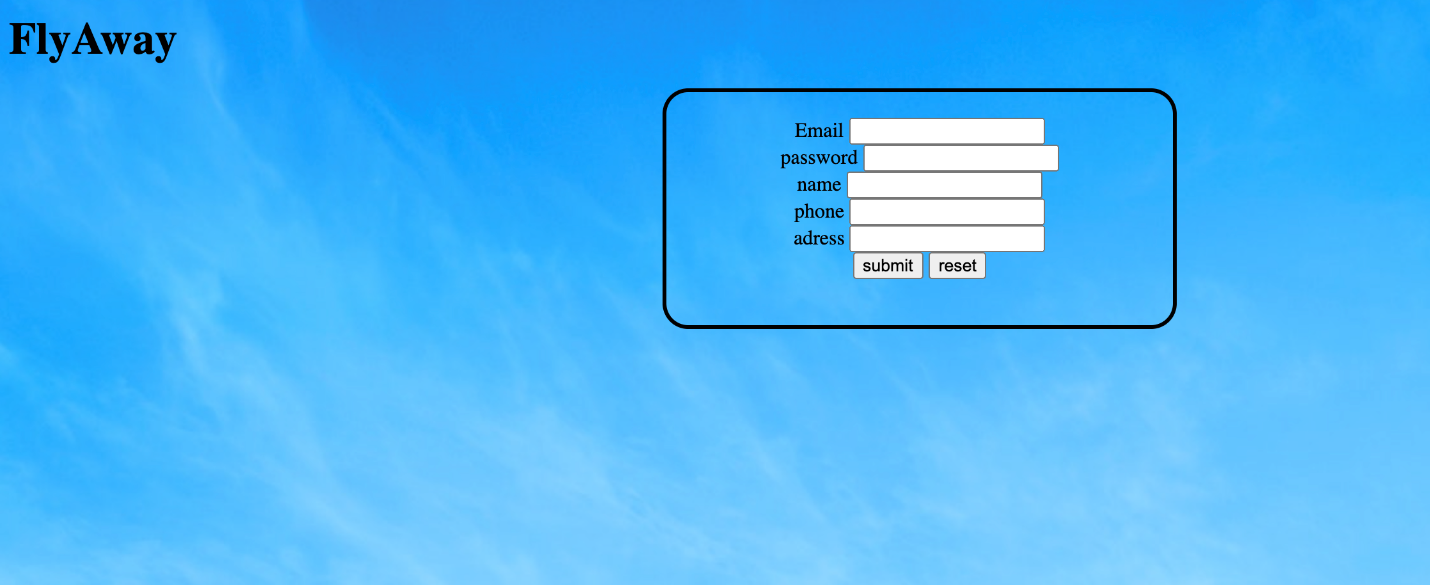 FlyAway
Email
password
name
phone
adress
submit reset